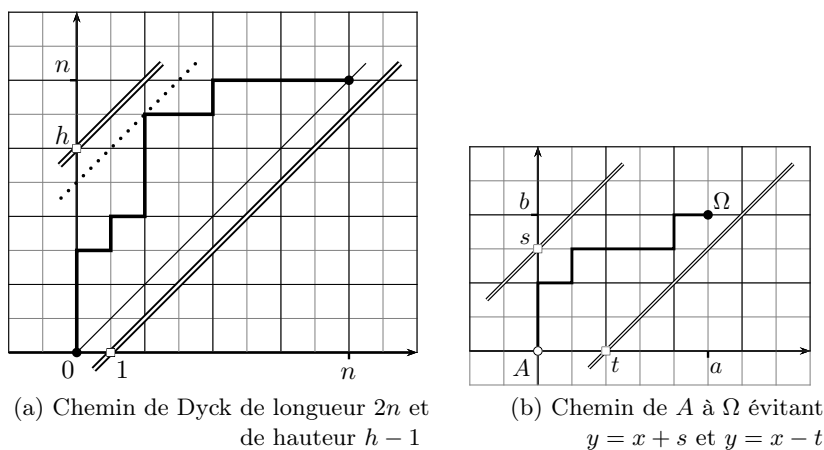 n
h
0 1 n
(a) Chemin de Dyck de longueur 2n et
de hauteur h − 1
b Ω
s
A t a
(b) Chemin de A à Ω évitant
y = x + s et y = x − t